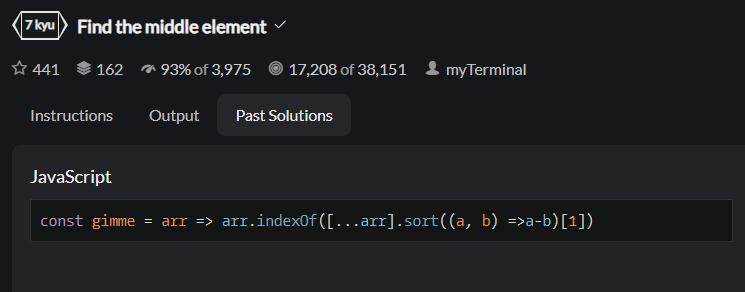 7 kyu Find the middle element
441 162 93% of 3,975 17,208 of 38,151 myTerminal
Instructions Output Past Solutions
JavaScript
const gimme = arr => arr.indexOf([...arr].sort((a, b) =>a-b)[1])